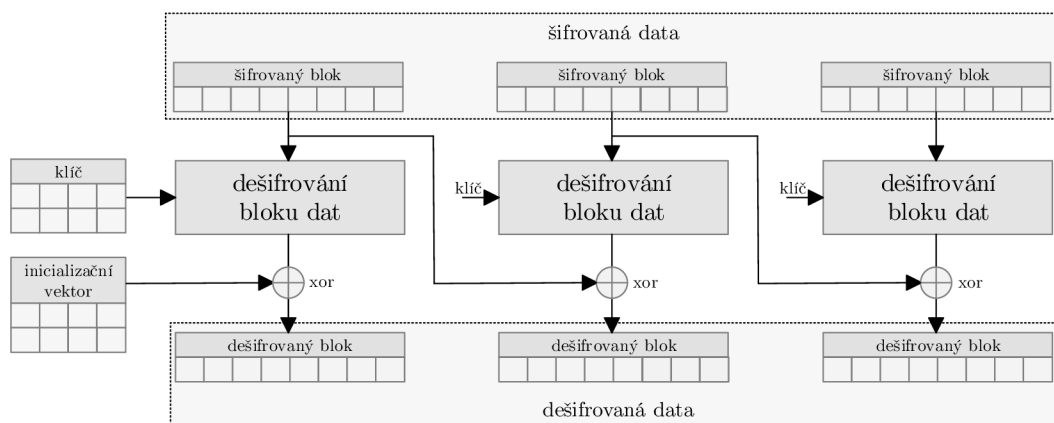 šifrovaná data
šifrovaný blok
šifrovaný blok
šifrovaný blok
klíč
dešifrování
bloku dat
klíč
dešifrování
bloku dat
klíč
dešifrování
bloku dat
inicializační
vektor
xor
xor
xor
dešifrovaný blok
dešifrovaný blok
dešifrovaný blok
dešifrovaná data